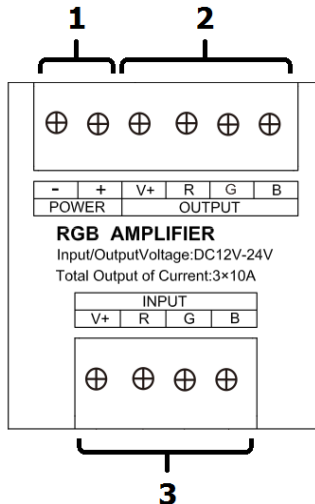 1 2
- + V+ R G B
POWER OUTPUT
RGB AMPLIFIER
Input/OutputVoltage:DC12V-24V
Total Output of Current:3×10A
INPUT
V+ R G B
3